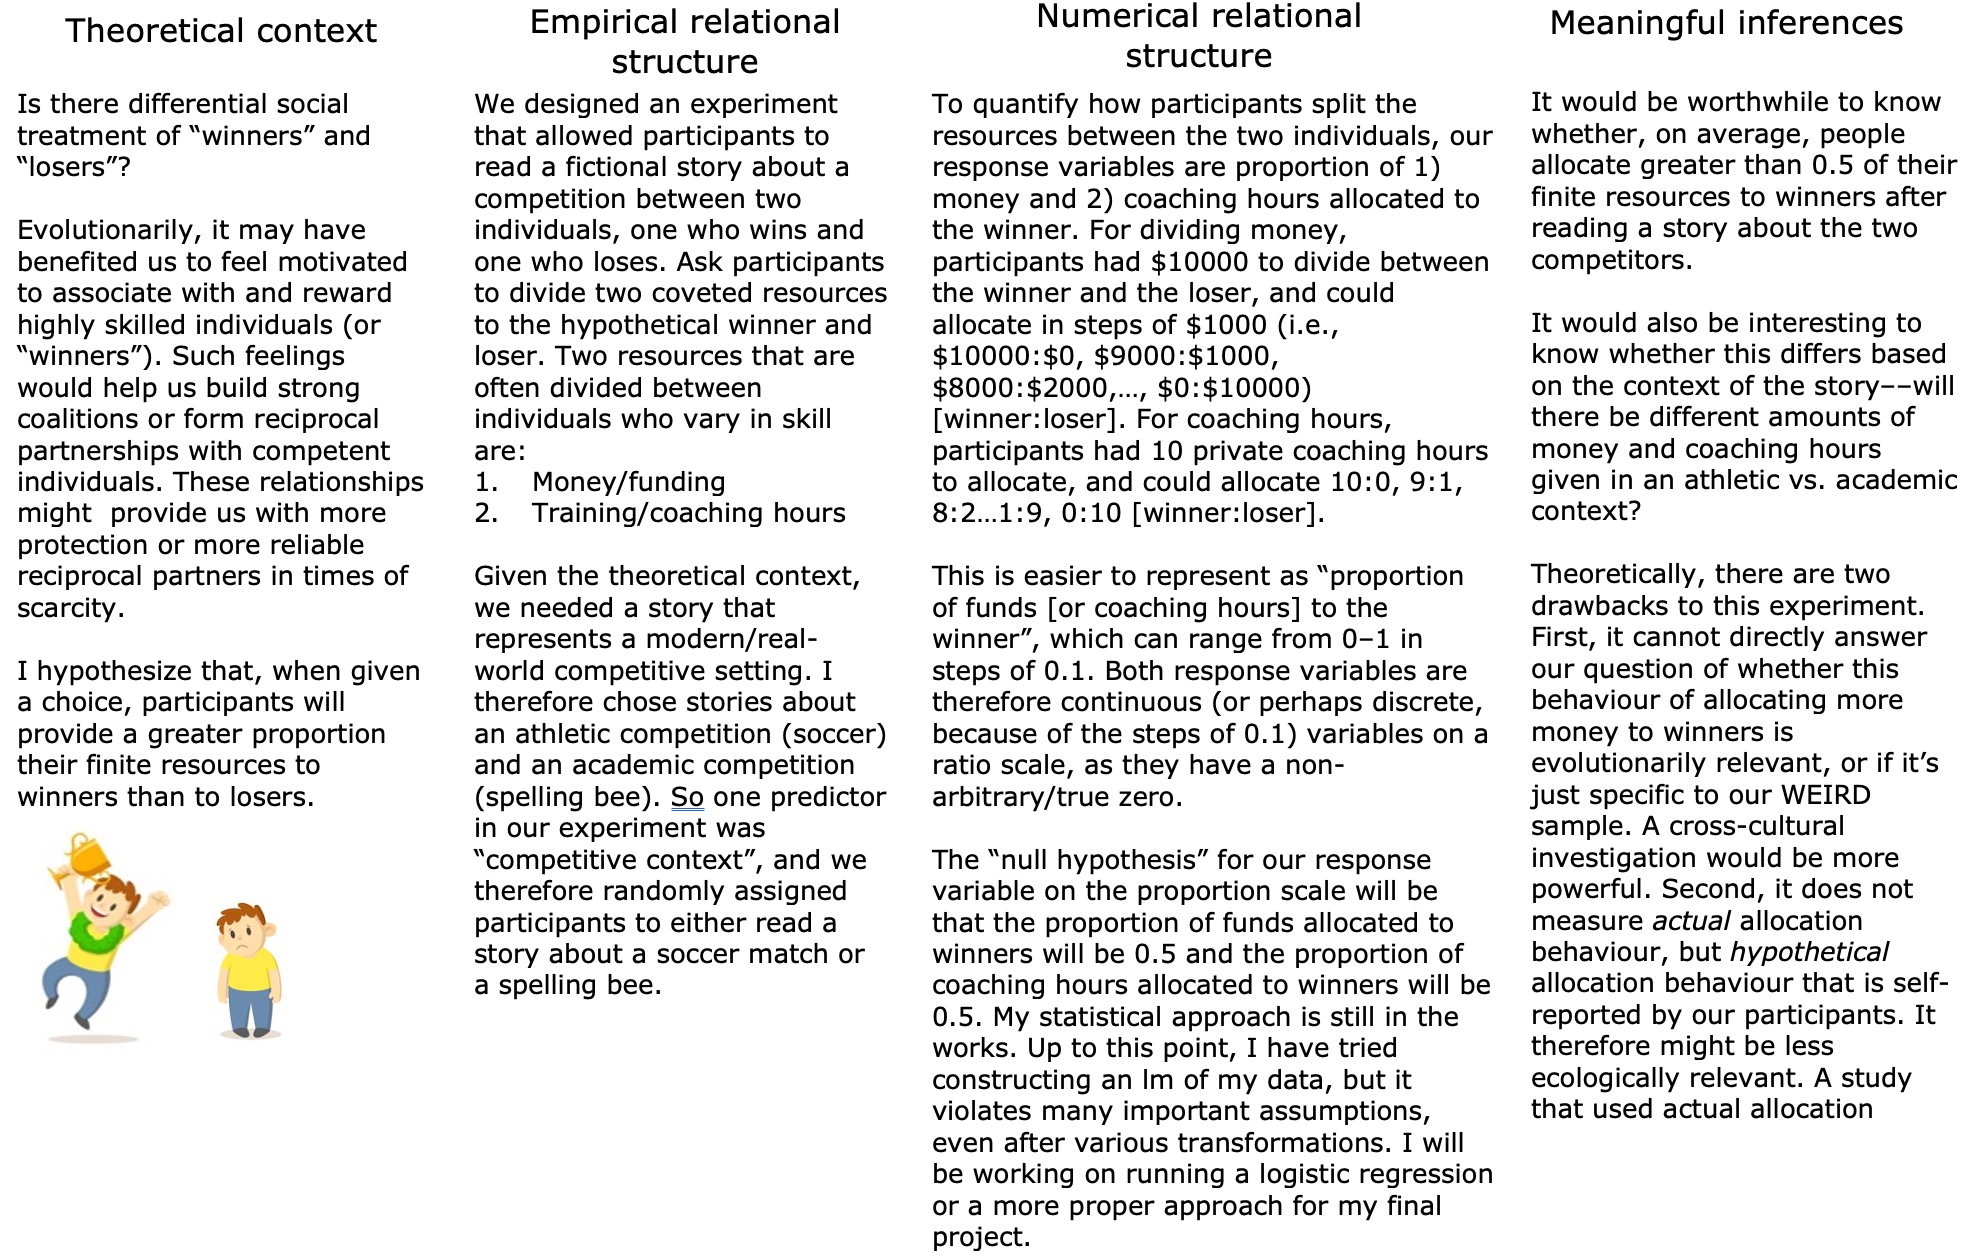 Theoretical context
Is there differential social
treatment of “winners” and
“losers”?
Evolutionarily, it may have
benefited us to feel motivated
to associate with and reward
highly skilled individuals (or
“winners”). Such feelings
would help us build strong
coalitions or form reciprocal
partnerships with competent
individuals. These relationships
might  provide us with more
protection or more reliable
reciprocal partners in times of
scarcity.
I hypothesize that, when given
a choice, participants will
provide a greater proportion
their finite resources to
winners than to losers.
Empirical relational
structure
We designed an experiment
that allowed participants to
read a fictional story about a
competition between two
individuals, one who wins and
one who loses. Ask participants
to divide two coveted resources
to the hypothetical winner and
loser. Two resources that are
often divided between
individuals who vary in skill
are:
1. Money/funding
2. Training/coaching hours
Given the theoretical context,
we needed a story that
represents a modern/real-
world competitive setting. I
therefore chose stories about
an athletic competition (soccer)
and an academic competition
(spelling bee). So one predictor
in our experiment was
“competitive context”, and we
therefore randomly assigned
participants to either read a
story about a soccer match or
a spelling bee.
Numerical relational
structure
To quantify how participants split the
resources between the two individuals, our
response variables are proportion of 1)
money and 2) coaching hours allocated to
the winner. For dividing money,
participants had $10000 to divide between
the winner and the loser, and could
allocate in steps of $1000 (i.e.,
$10000:$0, $9000:$1000,
$8000:$2000,…, $0:$10000)
[winner:loser]. For coaching hours,
participants had 10 private coaching hours
to allocate, and could allocate 10:0, 9:1,
8:2…1:9, 0:10 [winner:loser].
This is easier to represent as “proportion
of funds [or coaching hours] to the
winner”, which can range from 0–1 in
steps of 0.1. Both response variables are
therefore continuous (or perhaps discrete,
because of the steps of 0.1) variables on a
ratio scale, as they have a non-
arbitrary/true zero.
The “null hypothesis” for our response
variable on the proportion scale will be
that the proportion of funds allocated to
winners will be 0.5 and the proportion of
coaching hours allocated to winners will be
0.5. My statistical approach is still in the
works. Up to this point, I have tried
constructing an lm of my data, but it
violates many important assumptions,
even after various transformations. I will
be working on running a logistic regression
or a more proper approach for my final
project.
Meaningful inferences
It would be worthwhile to know
whether, on average, people
allocate greater than 0.5 of their
finite resources to winners after
reading a story about the two
competitors.
It would also be interesting to
know whether this differs based
on the context of the story––will
there be different amounts of
money and coaching hours
given in an athletic vs. academic
context?
Theoretically, there are two
drawbacks to this experiment.
First, it cannot directly answer
our question of whether this
behaviour of allocating more
money to winners is
evolutionarily relevant, or if it’s
just specific to our WEIRD
sample. A cross-cultural
investigation would be more
powerful. Second, it does not
measure actual allocation
behaviour, but hypothetical
allocation behaviour that is self-
reported by our participants. It
therefore might be less
ecologically relevant. A study
that used actual allocation